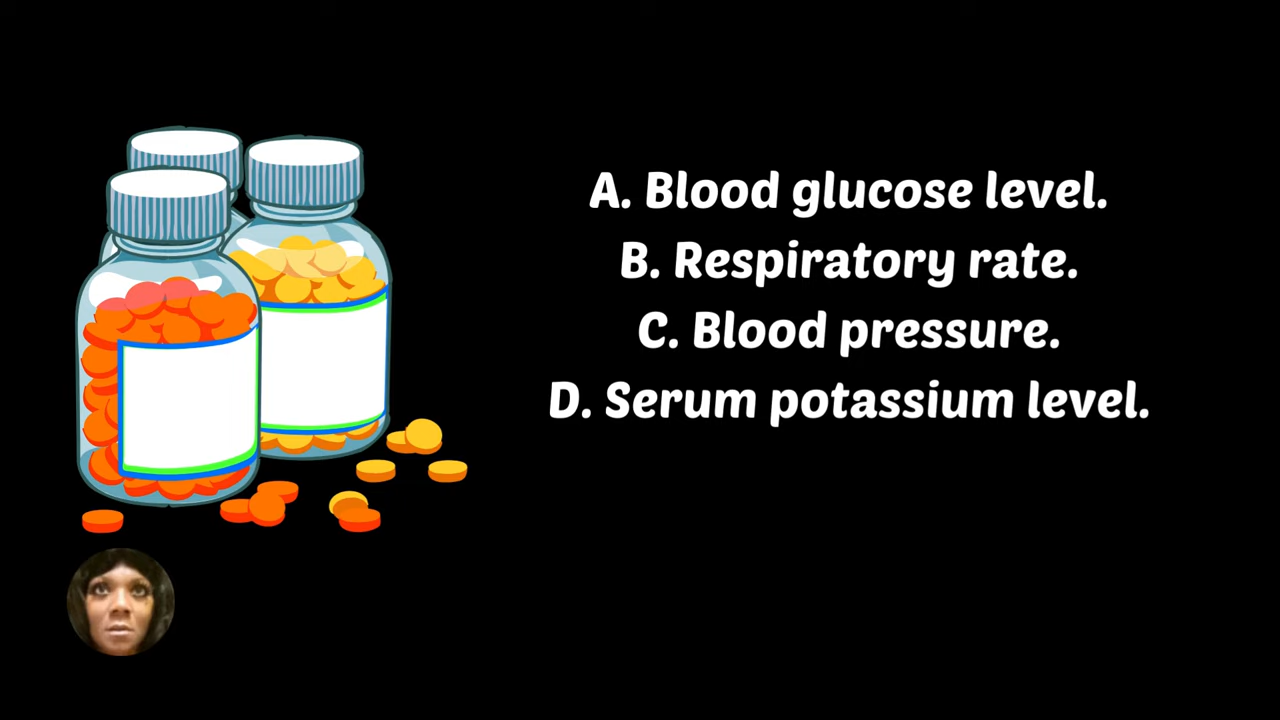 A. Blood glucose level.
B. Respiratory rate.
C. Blood pressure.
D. Serum potassium level.